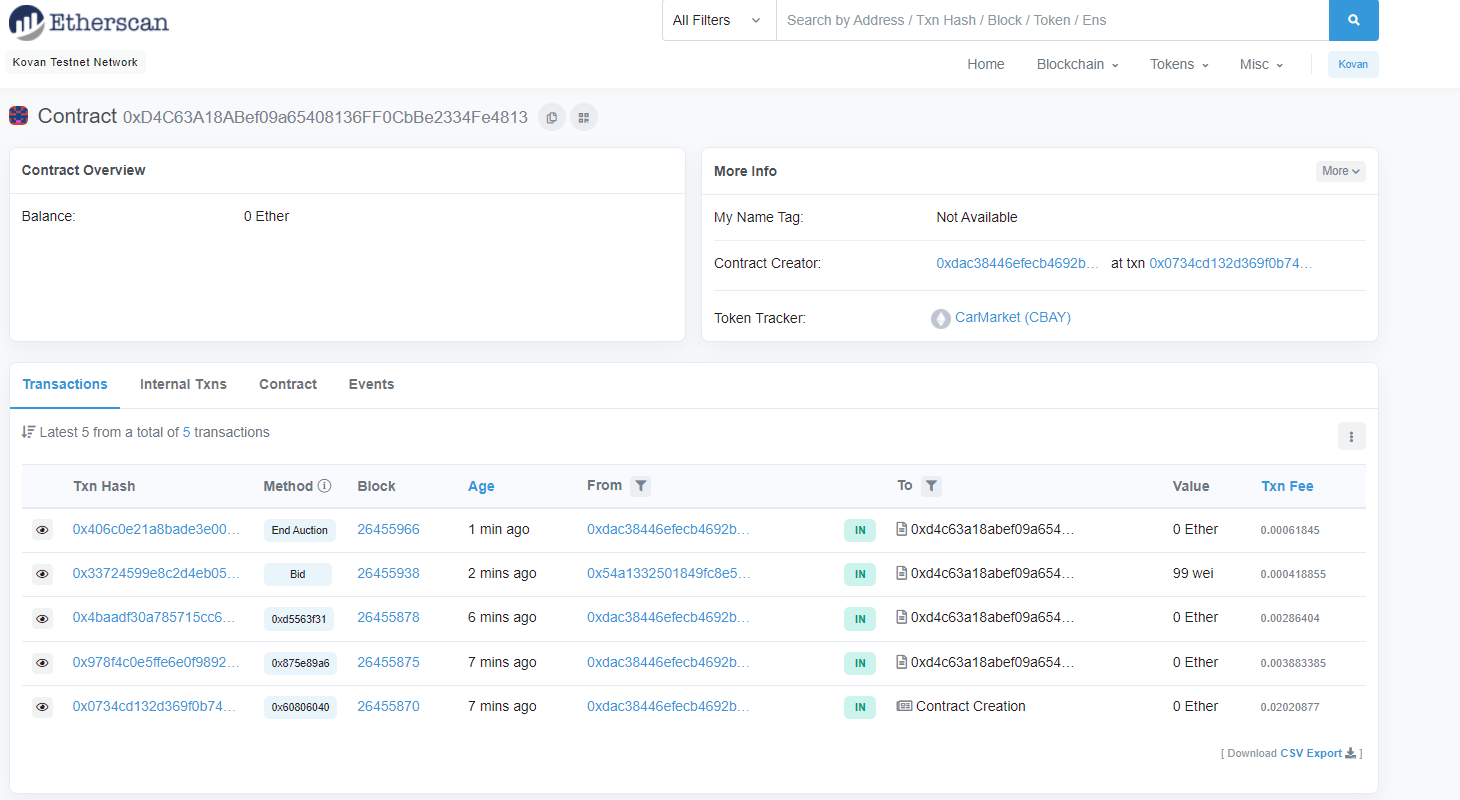 Etherscan
All Filters Search by Address / Txn Hash / Block / Token / Ens
Kovan Testnet Network
Home Blockchain Tokens Misc Kovan
Contract 0xD4C63A18ABef09a65408136FF0CbBe2334Fe4813
Contract Overview
Balance: 0 Ether
More Info More
My Name Tag: Not Available
Contract Creator: 0xdac38446efecb4692b... at txn 0x0734cd132d369f0b74...
Token Tracker: CarMarket (CBAY)
Transactions Internal Txns Contract Events
Latest 5 from a total of 5 transactions
Txn Hash Method Block Age From To Value Txn Fee
0x406c0e21a8bade3e00... End Auction 26455966 1 min ago 0xdac38446efecb4692b... IN 0xd4c63a18abef09a654... 0 Ether 0.00061845
0x33724599e8c2d4eb05... Bid 26455938 2 mins ago 0x54a1332501849fc8e5... IN 0xd4c63a18abef09a654... 99 wei 0.000418855
0x4baadf30a785715cc6... 0xd5563f31 26455878 6 mins ago 0xdac38446efecb4692b... IN 0xd4c63a18abef09a654... 0 Ether 0.00286404
0x978f4c0e5ffe6e0f9892... 0x875e89a6 26455875 7 mins ago 0xdac38446efecb4692b... IN 0xd4c63a18abef09a654... 0 Ether 0.003883385
0x0734cd132d369f0b74... 0x60806040 26455870 7 mins ago 0xdac38446efecb4692b... IN Contract Creation 0 Ether 0.02020877
[ Download CSV Export ]